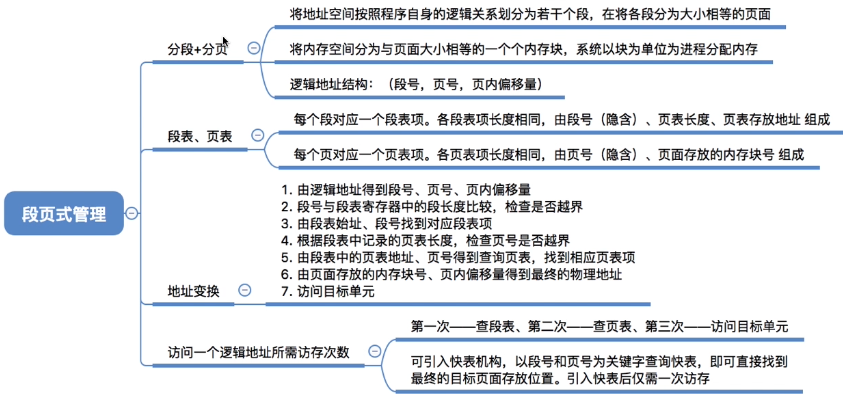 段页式管理
分段+分页
将地址空间按照程序自身的逻辑关系划分为若干个段，在将各段分为大小相等的页面
将内存空间分为与页面大小相等的一个个内存块，系统以块为单位为进程分配内存
逻辑地址结构：（段号，页号，页内偏移量）
段表、页表
每个段对应一个段表项。各段表项长度相同，由段号（隐含）、页表长度、页表存放地址 组成
每个页对应一个页表项。各页表项长度相同，由页号（隐含）、页面存放的内存块号 组成
地址变换
1. 由逻辑地址得到段号、页号、页内偏移量
2. 段号与段表寄存器中的段长度比较，检查是否越界
3. 由段表始址、段号找到对应段表项
4. 根据段表中记录的页表长度，检查页号是否越界
5. 由段表中的页表地址、页号得到查询页表，找到相应页表项
6. 由页面存放的内存块号、页内偏移量得到最终的物理地址
7. 访问目标单元
访问一个逻辑地址所需访存次数
第一次——查段表、第二次——查页表、第三次——访问目标单元
可引入快表机构，以段号和页号为关键字查询快表，即可直接找到
最终的目标页面存放位置。引入快表后仅需一次访存